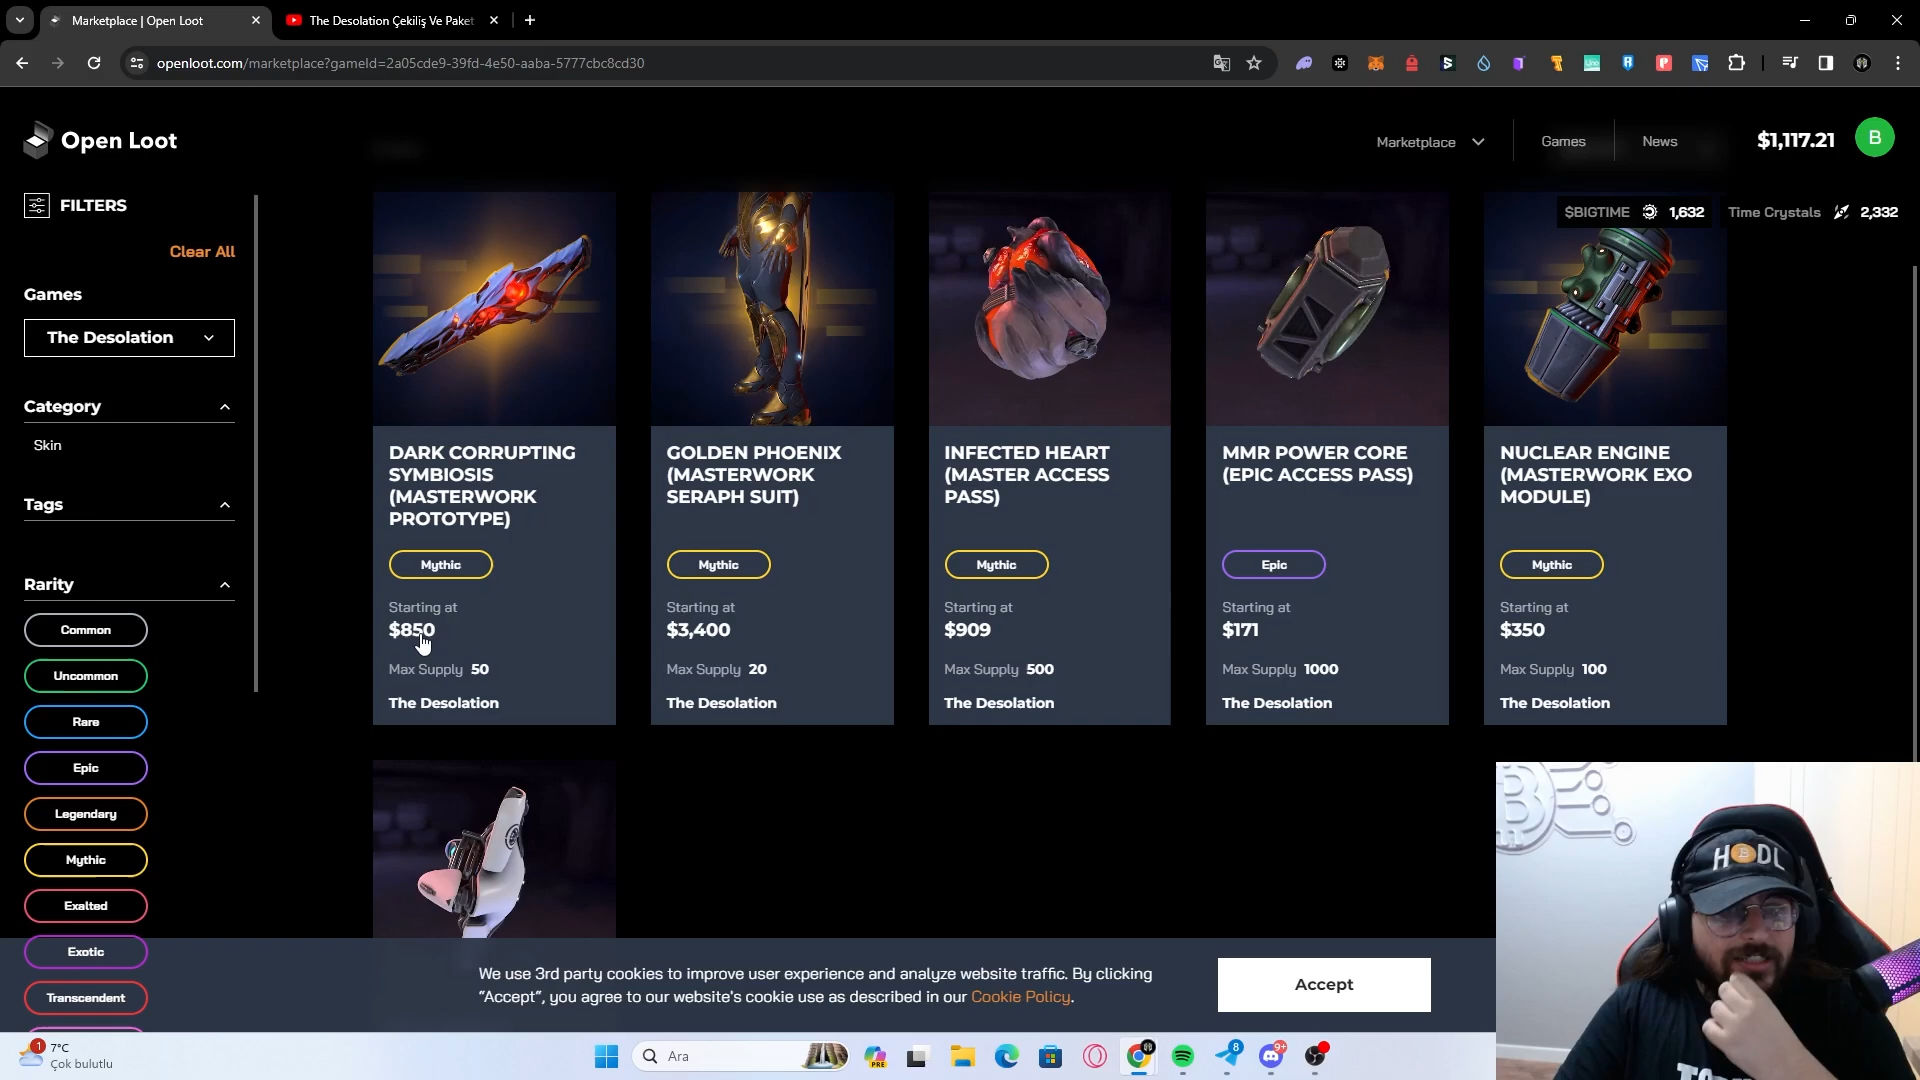 Marketplace | Open Loot
The Desolation Çekiliş Ve Paket
openloot.com/marketplace?gameId=2a05cde9-39fd-4e50-aaba-5777cbc8cd30
Open Loot
Marketplace
Games
News
$1,117.21
B
$BIGTIME 1,632
Time Crystals 2,332
FILTERS
Clear All
Games
The Desolation
Category
Skin
Tags
Rarity
Common
Uncommon
Rare
Epic
Legendary
Mythic
Exalted
Exotic
Transcendent
DARK CORRUPTING
SYMBIOSIS
(MASTERWORK
PROTOTYPE)
Mythic
Starting at
$850
Max Supply 50
The Desolation
GOLDEN PHOENIX
(MASTERWORK
SERAPH SUIT)
Mythic
Starting at
$3,400
Max Supply 20
The Desolation
INFECTED HEART
(MASTER ACCESS
PASS)
Mythic
Starting at
$909
Max Supply 500
The Desolation
MMR POWER CORE
(EPIC ACCESS PASS)
Epic
Starting at
$171
Max Supply 1000
The Desolation
NUCLEAR ENGINE
(MASTERWORK EXO
MODULE)
Mythic
Starting at
$350
Max Supply 100
The Desolation
We use 3rd party cookies to improve user experience and analyze website traffic. By clicking
“Accept”, you agree to our website's cookie use as described in our Cookie Policy.
Accept
HODL
1
7°C
Çok bulutlu
Ara
PRE
8
9+